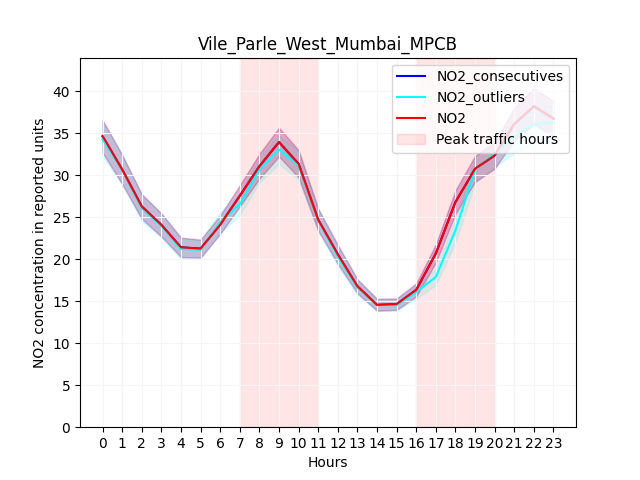 Vile_Parle_West_Mumbai_MPCB
NO2_consecutives
NO2_outliers
NO2
Peak traffic hours
NO2 concentration in reported units
40
35
30
25
20
15
10
5
0
0 1 2 3 4 5 6 7 8 9 10 11 12 13 14 15 16 17 18 19 20 21 22 23
Hours